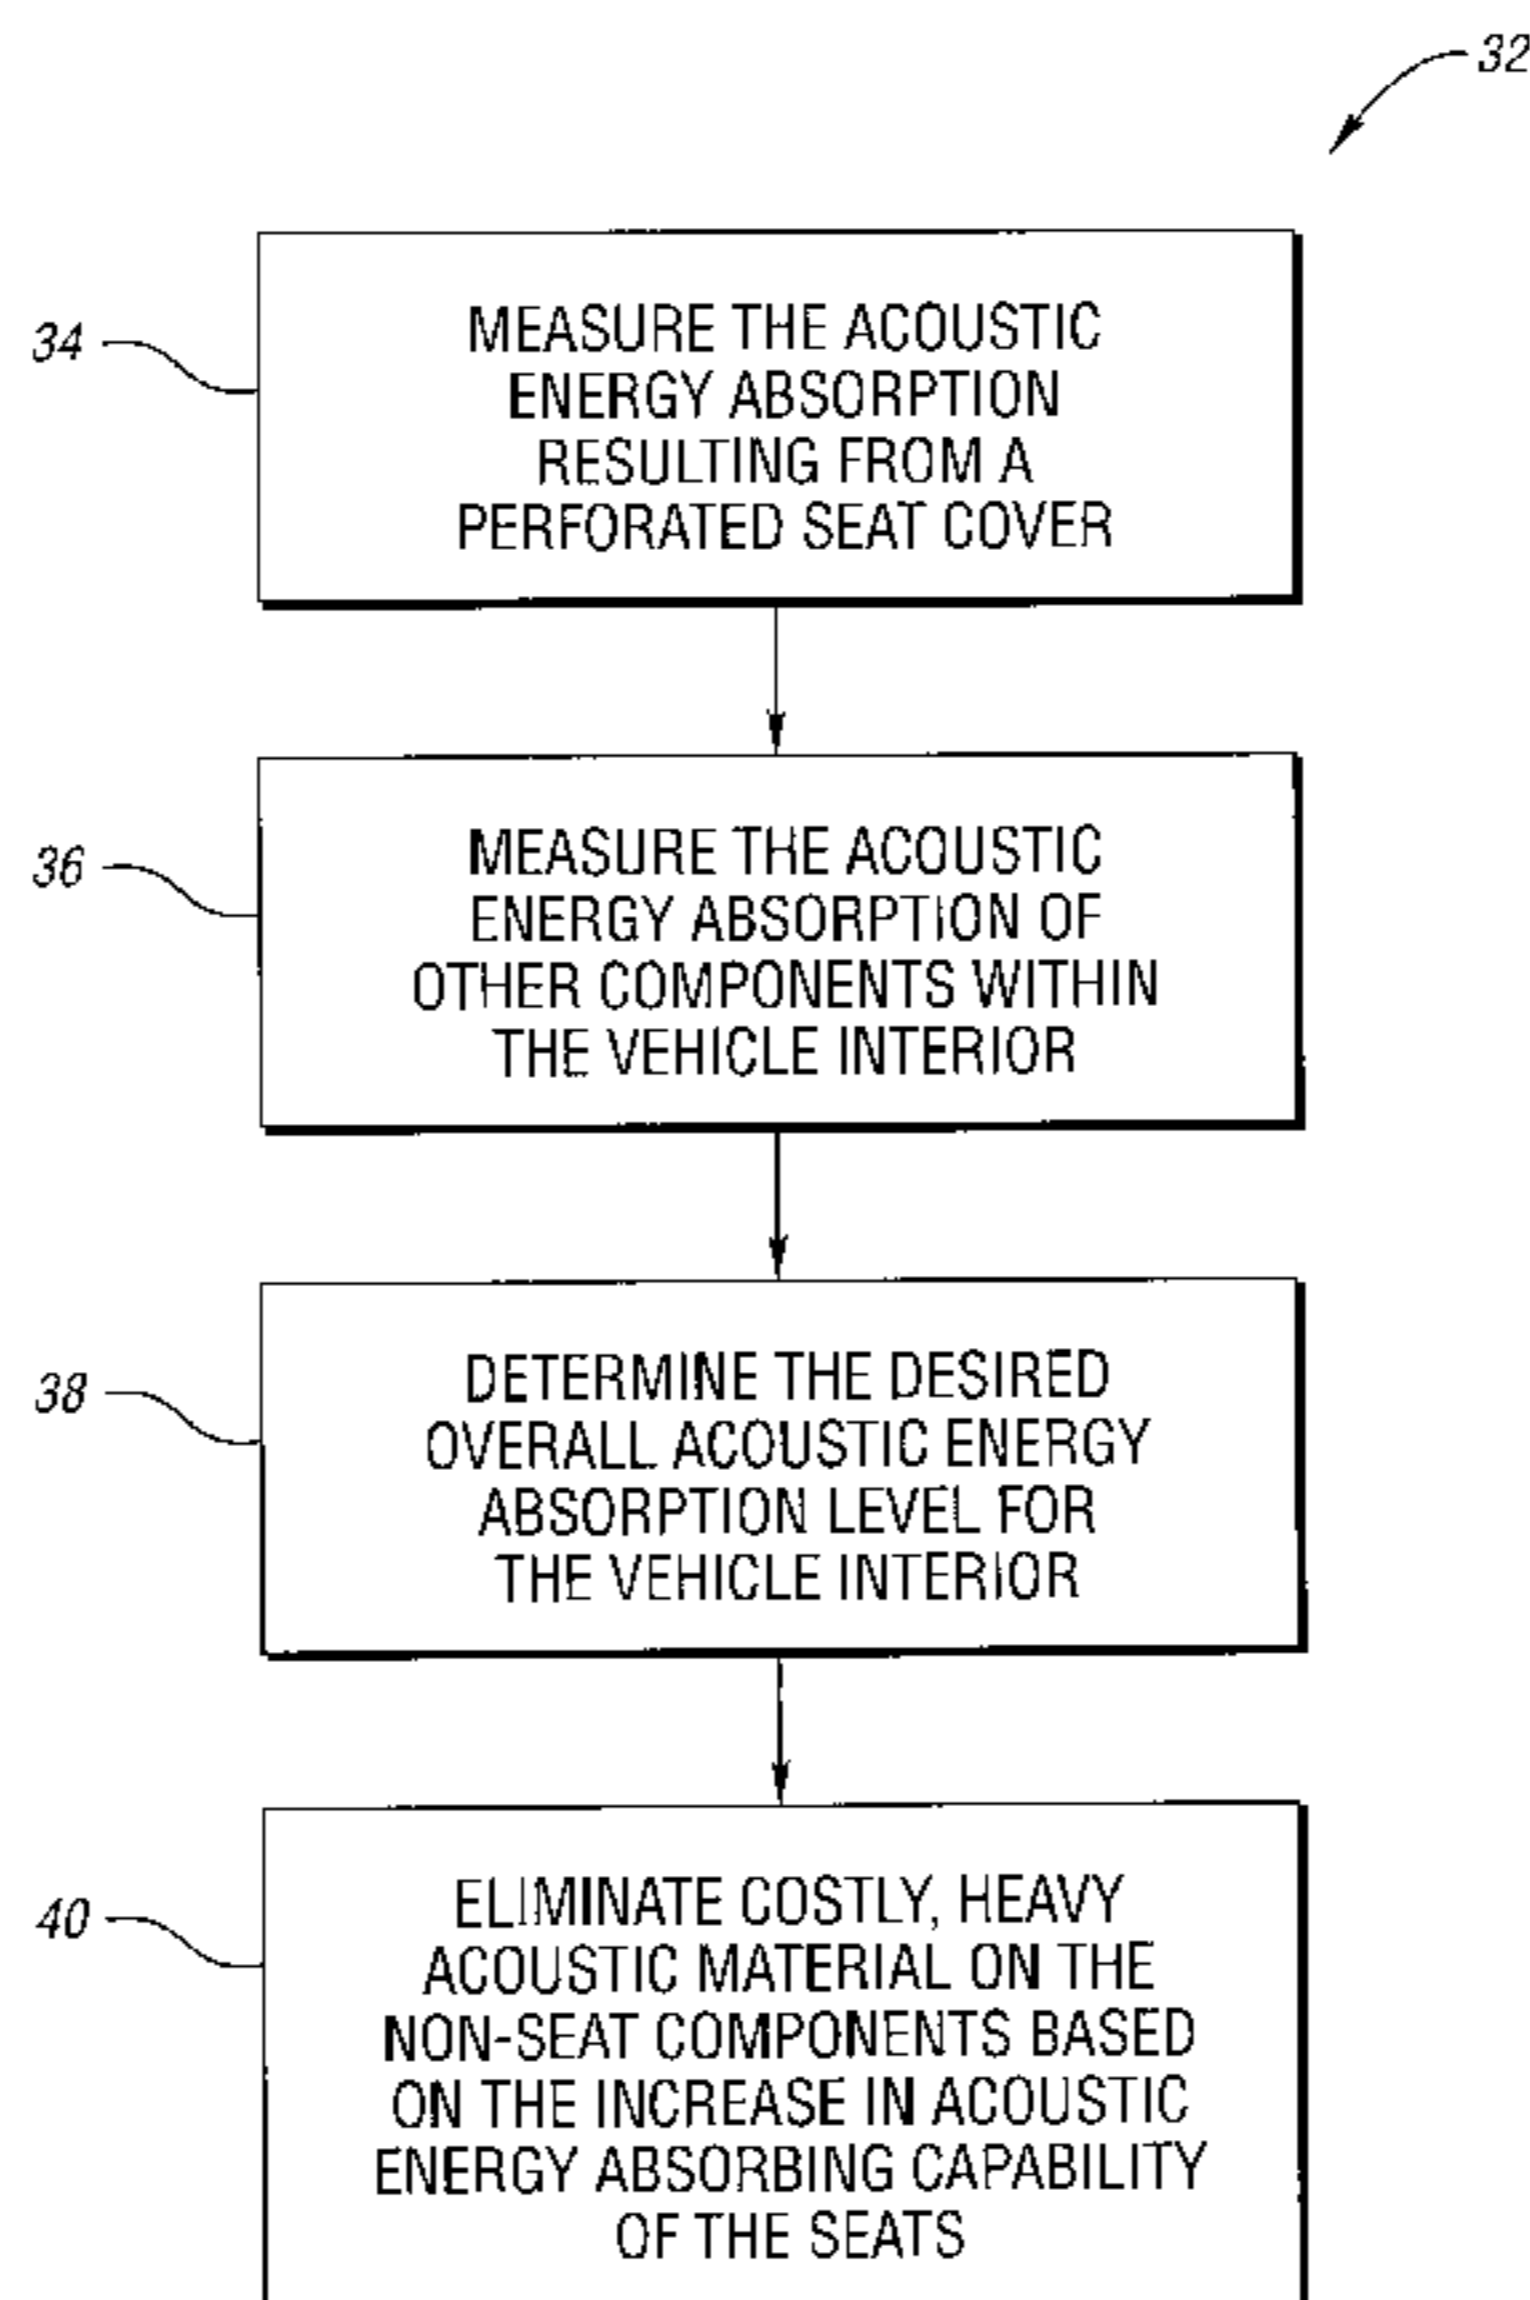 32
34
MEASURE THE ACOUSTIC
ENERGY ABSORPTION
RESULTING FROM A
PERFORATED SEAT COVER
36
MEASURE THE ACOUSTIC
ENERGY ABSORPTION OF
OTHER COMPONENTS WITHIN
THE VEHICLE INTERIOR
38
DETERMINE THE DESIRED
OVERALL ACOUSTIC ENERGY
ABSORPTION LEVEL FOR
THE VEHICLE INTERIOR
40
ELIMINATE COSTLY, HEAVY
ACOUSTIC MATERIAL ON THE
NON-SEAT COMPONENTS BASED
ON THE INCREASE IN ACOUSTIC
ENERGY ABSORBING CAPABILITY
OF THE SEATS